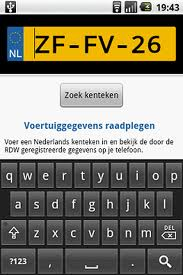 19:43
NL ZF-FV-26
Zoek kenteken
Voertuiggegevens raadplegen
Voer een Nederlands kenteken in en bekijk de door de
RDW geregistreerde gegevens op je telefoon.
q w e r t y u i o p
a s d f g h j k l
z x c v b n m DEL
?123 , .